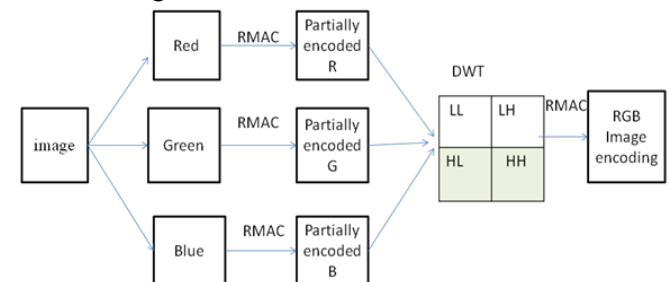 Red
RMAC
Partially
encoded
R
image
Green
RMAC
Partially
encoded
G
Blue
RMAC
Partially
encoded
B
DWT
LL
LH
HL
HH
RMAC
RGB
Image
encoding